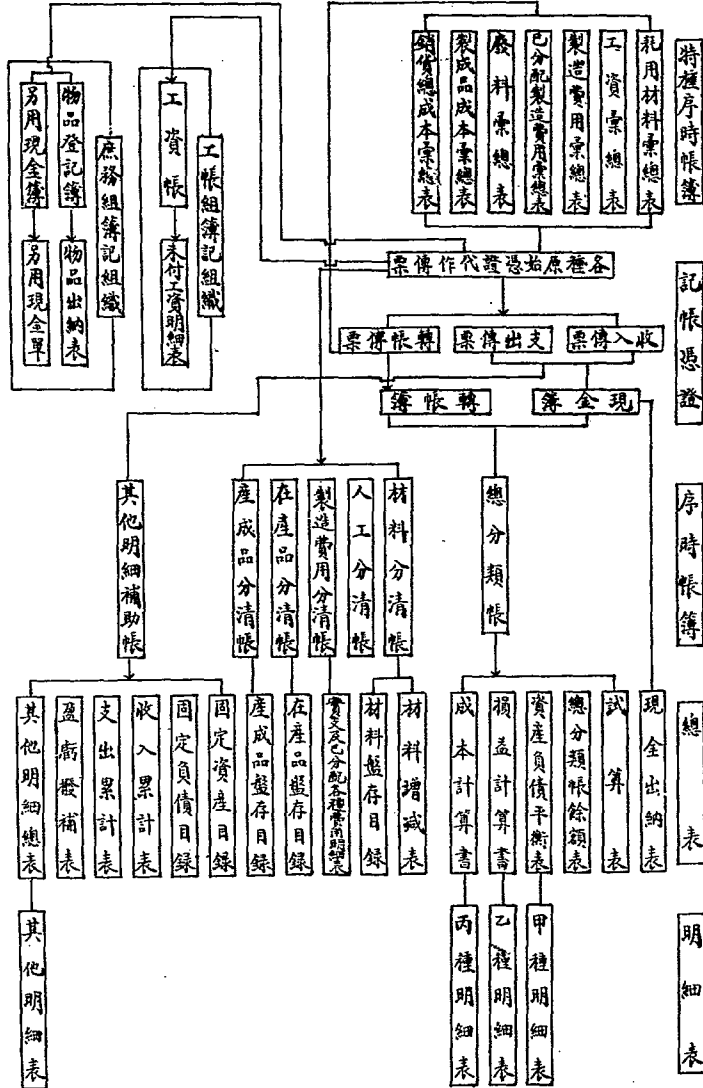 特種序時帳簿
耗用材料彙總表
工資彙總表
製造費用彙總表
已分配製造費用彙總表
廢料彙總表
製成品成本彙總表
銷貨總成本彙總表
工帳組簿記組織
工資帳
未付工資明細表
庶務組簿記組織
物品登記簿
物品出納表
另用現金簿
另用現金單
記帳憑證
各種原始憑證代作傳票
收入傳票
支出傳票
轉帳傳票
序時帳簿
現金簿
轉帳簿
總分類帳
材料分清帳
人工分清帳
製造費用分清帳
在產品分清帳
產成品分清帳
其他明細補助帳
總表
現金出納表
試算表
總分類帳餘額表
資產負債平衡表
損益計算書
成本計算書
材料增減表
材料盤存目錄
實支及已分配各種費用明細表
在產品盤存目錄
產成品盤存目錄
固定資產目錄
固定負債目錄
收入累計表
支出累計表
盈虧撥補表
其他明細總表
明細表
甲種明細表
乙種明細表
丙種明細表
其他明細表